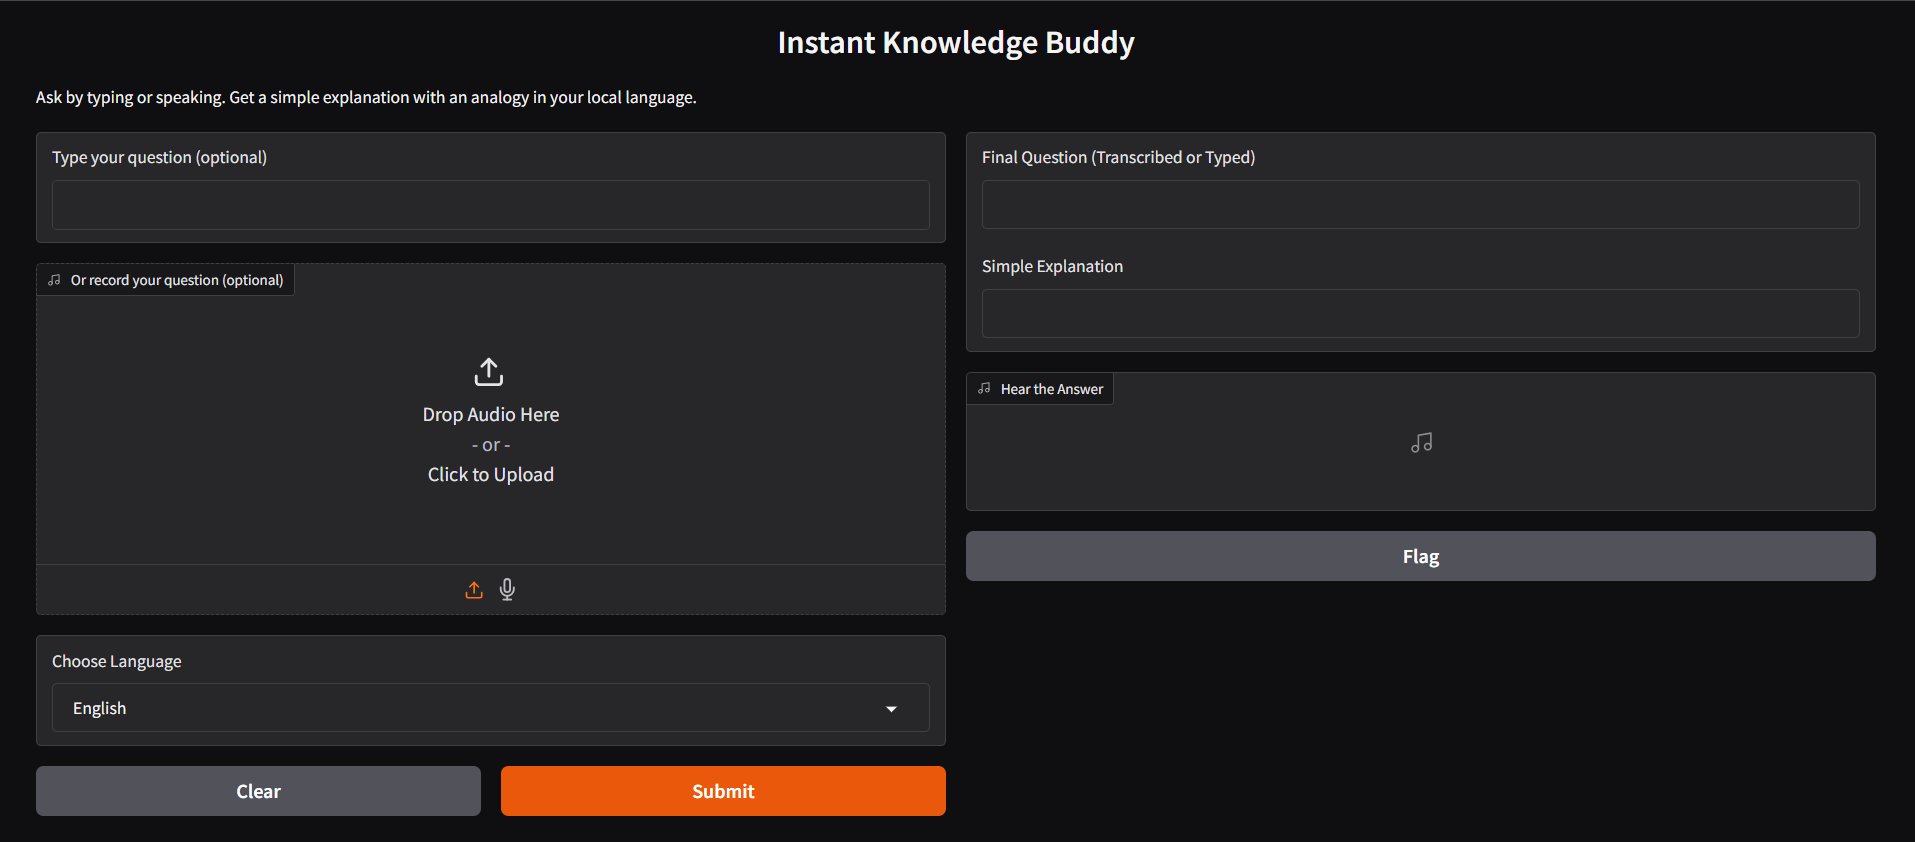 Instant Knowledge Buddy
Ask by typing or speaking. Get a simple explanation with an analogy in your local language.
Type your question (optional)
Or record your question (optional)
Drop Audio Here
- or -
Click to Upload
Choose Language
English
Clear
Submit
Final Question (Transcribed or Typed)
Simple Explanation
Hear the Answer
Flag